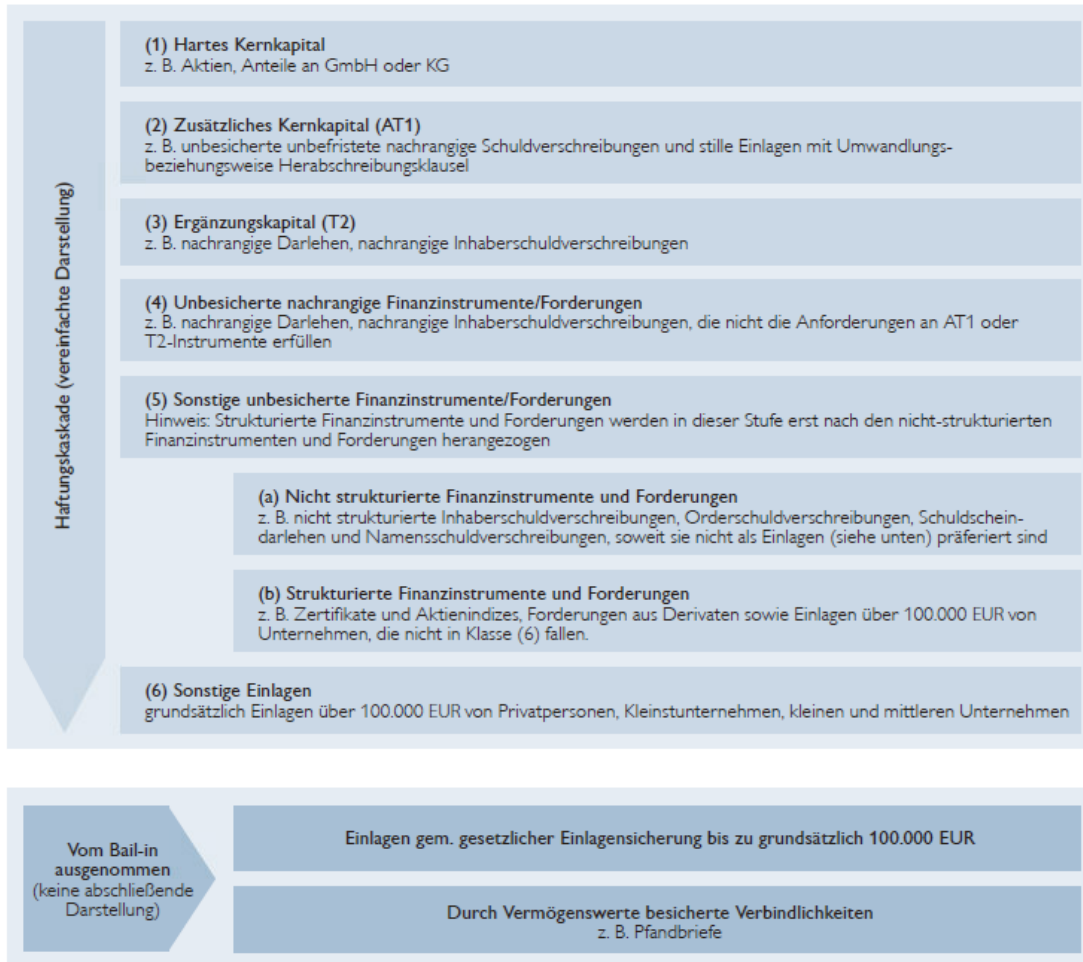 Haftungskaskade (vereinfachte Darstellung)
(1) Hartes Kernkapital
z. B. Aktien, Anteile an GmbH oder KG
(2) Zusätzliches Kernkapital (AT1)
z. B. unbesicherte unbefristete nachrangige Schuldverschreibungen und stille Einlagen mit Umwandlungs-
beziehungsweise Herabschreibungsklausel
(3) Ergänzungskapital (T2)
z. B. nachrangige Darlehen, nachrangige Inhaberschuldverschreibungen
(4) Unbesicherte nachrangige Finanzinstrumente/Forderungen
z. B. nachrangige Darlehen, nachrangige Inhaberschuldverschreibungen, die nicht die Anforderungen an AT1 oder
T2-Instrumente erfüllen
(5) Sonstige unbesicherte Finanzinstrumente/Forderungen
Hinweis: Strukturierte Finanzinstrumente und Forderungen werden in dieser Stufe erst nach den nicht-strukturierten
Finanzinstrumenten und Forderungen herangezogen
(a) Nicht strukturierte Finanzinstrumente und Forderungen
z. B. nicht strukturierte Inhaberschuldverschreibungen, Orderschuldverschreibungen, Schuldschein-
darlehen und Namensschuldverschreibungen, soweit sie nicht als Einlagen (siehe unten) präferiert sind
(b) Strukturierte Finanzinstrumente und Forderungen
z. B. Zertifikate und Aktienindizes, Forderungen aus Derivaten sowie Einlagen über 100.000 EUR von
Unternehmen, die nicht in Klasse (6) fallen.
(6) Sonstige Einlagen
grundsätzlich Einlagen über 100.000 EUR von Privatpersonen, Kleinstunternehmen, kleinen und mittleren Unternehmen
Vom Bail-in
ausgenommen
(keine abschließende
Darstellung)
Einlagen gem. gesetzlicher Einlagensicherung bis zu grundsätzlich 100.000 EUR
Durch Vermögenswerte besicherte Verbindlichkeiten
z. B. Pfandbriefe